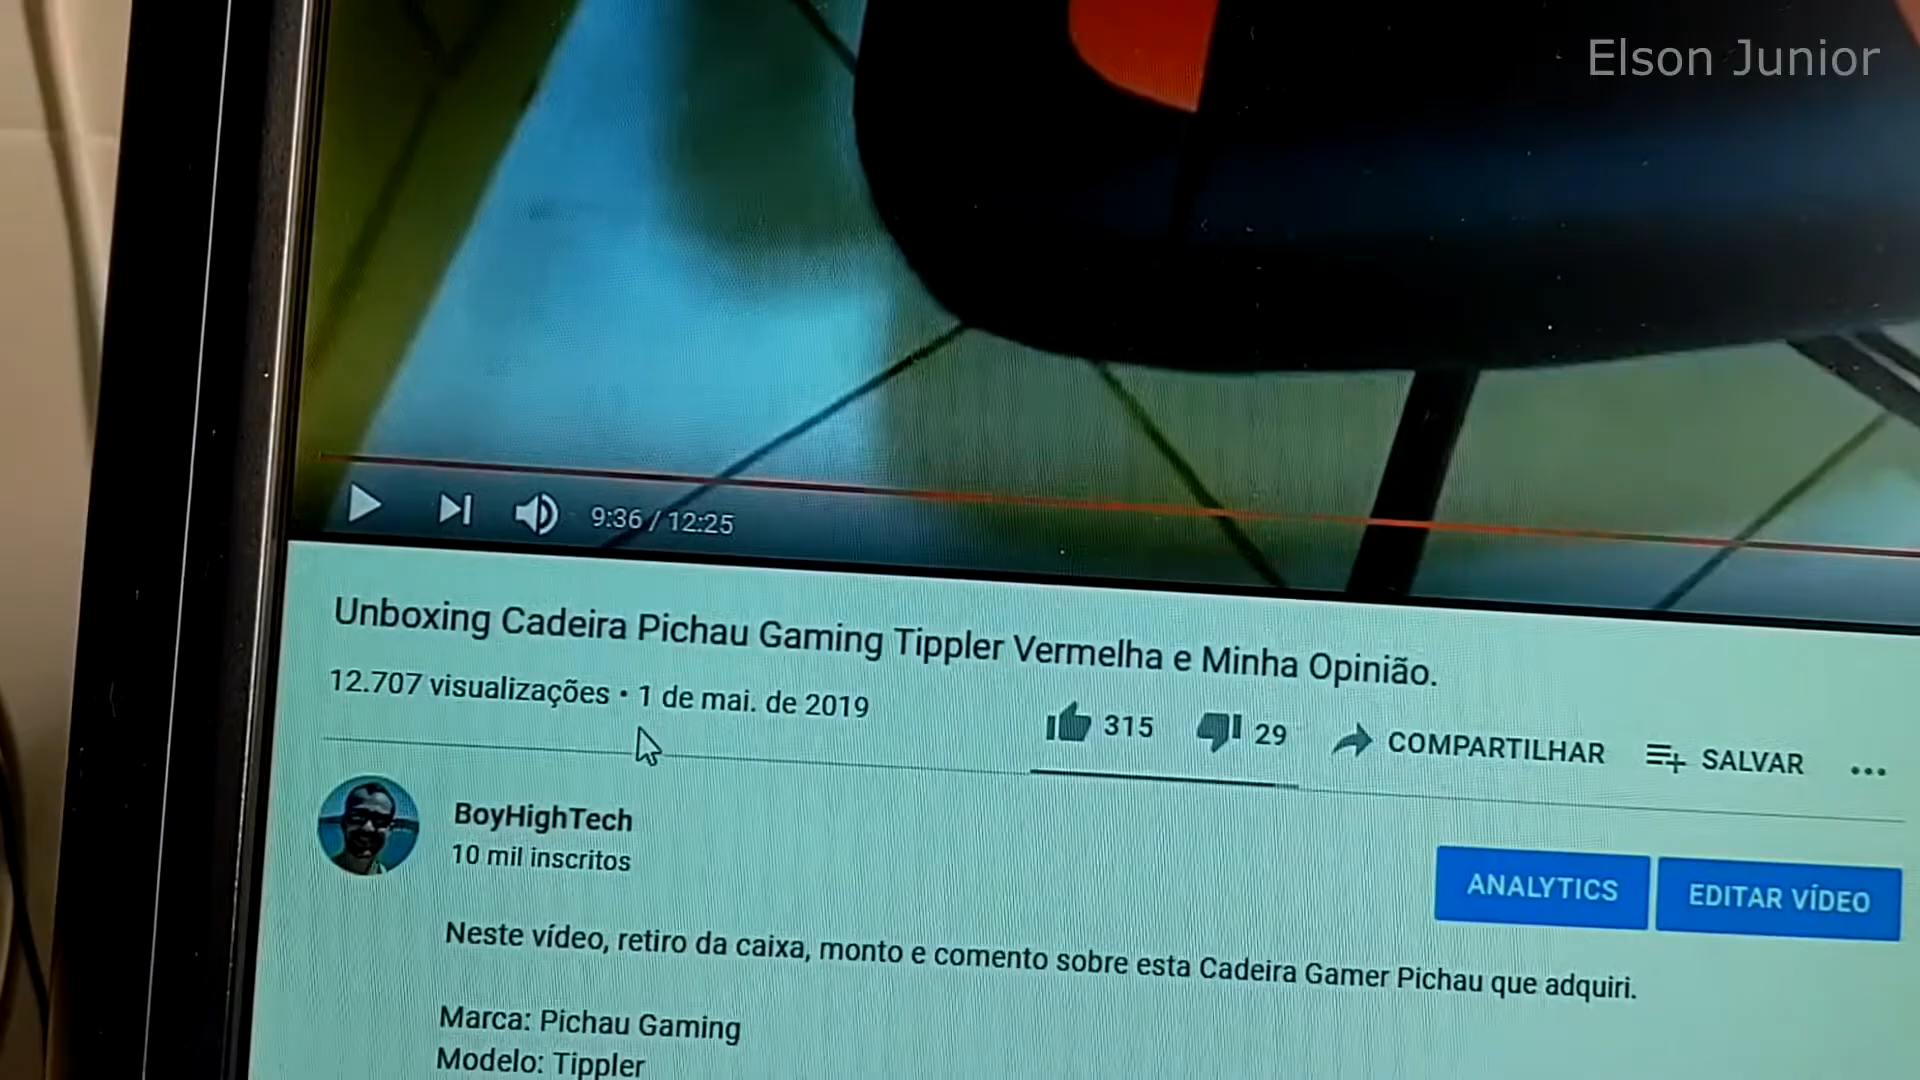 Elson Junior
9:36 / 12:25
Unboxing Cadeira Pichau Gaming Tippler Vermelha e Minha Opinião.
12.707 visualizações • 1 de mai. de 2019
315
29
COMPARTILHAR
SALVAR
BoyHighTech
10 mil inscritos
ANALYTICS
EDITAR VÍDEO
Neste vídeo, retiro da caixa, monto e comento sobre esta Cadeira Gamer Pichau que adquiri.
Marca: Pichau Gaming
Modelo: Tippler